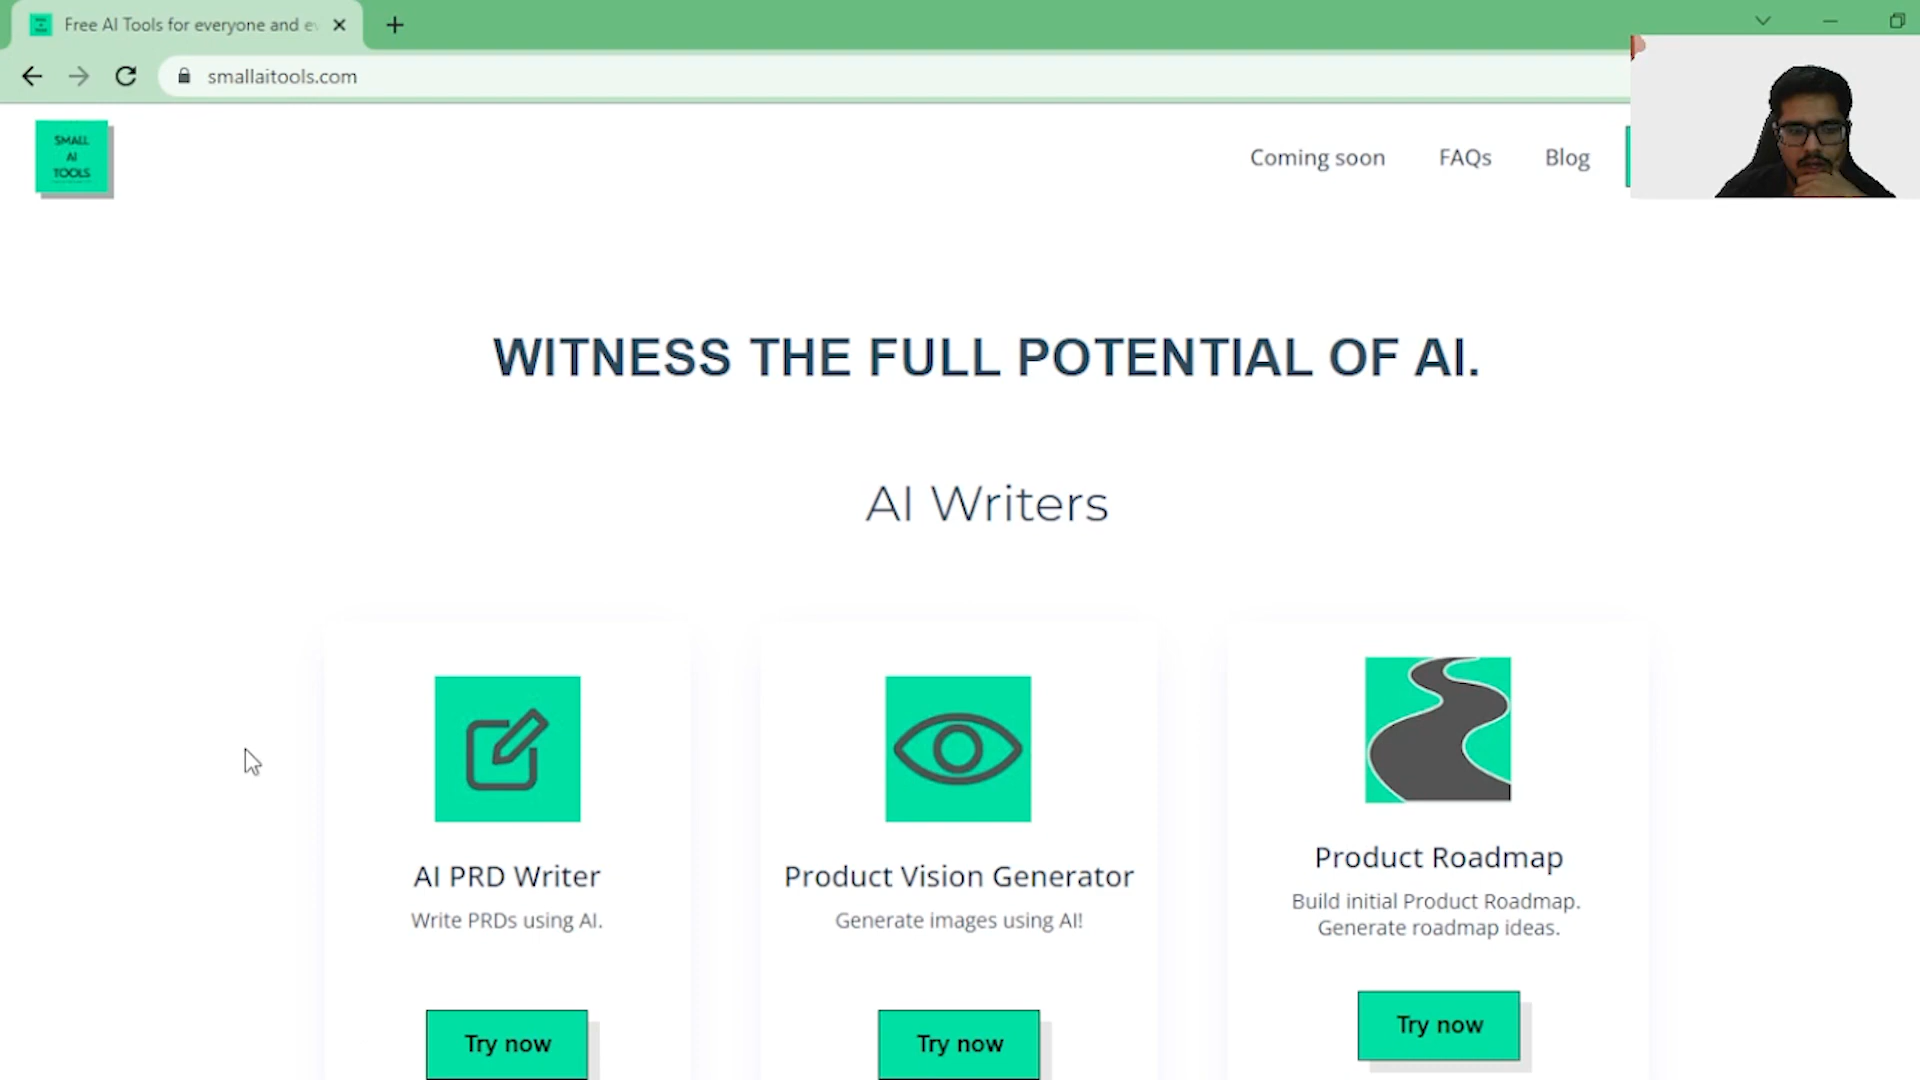 Free AI Tools for everyone and ev
smallaitools.com
SMALL
AI
TOOLS
Coming soon
FAQs
Blog
WITNESS THE FULL POTENTIAL OF AI.
AI Writers
AI PRD Writer
Write PRDs using AI.
Try now
Product Vision Generator
Generate images using AI!
Try now
Product Roadmap
Build initial Product Roadmap.
Generate roadmap ideas.
Try now